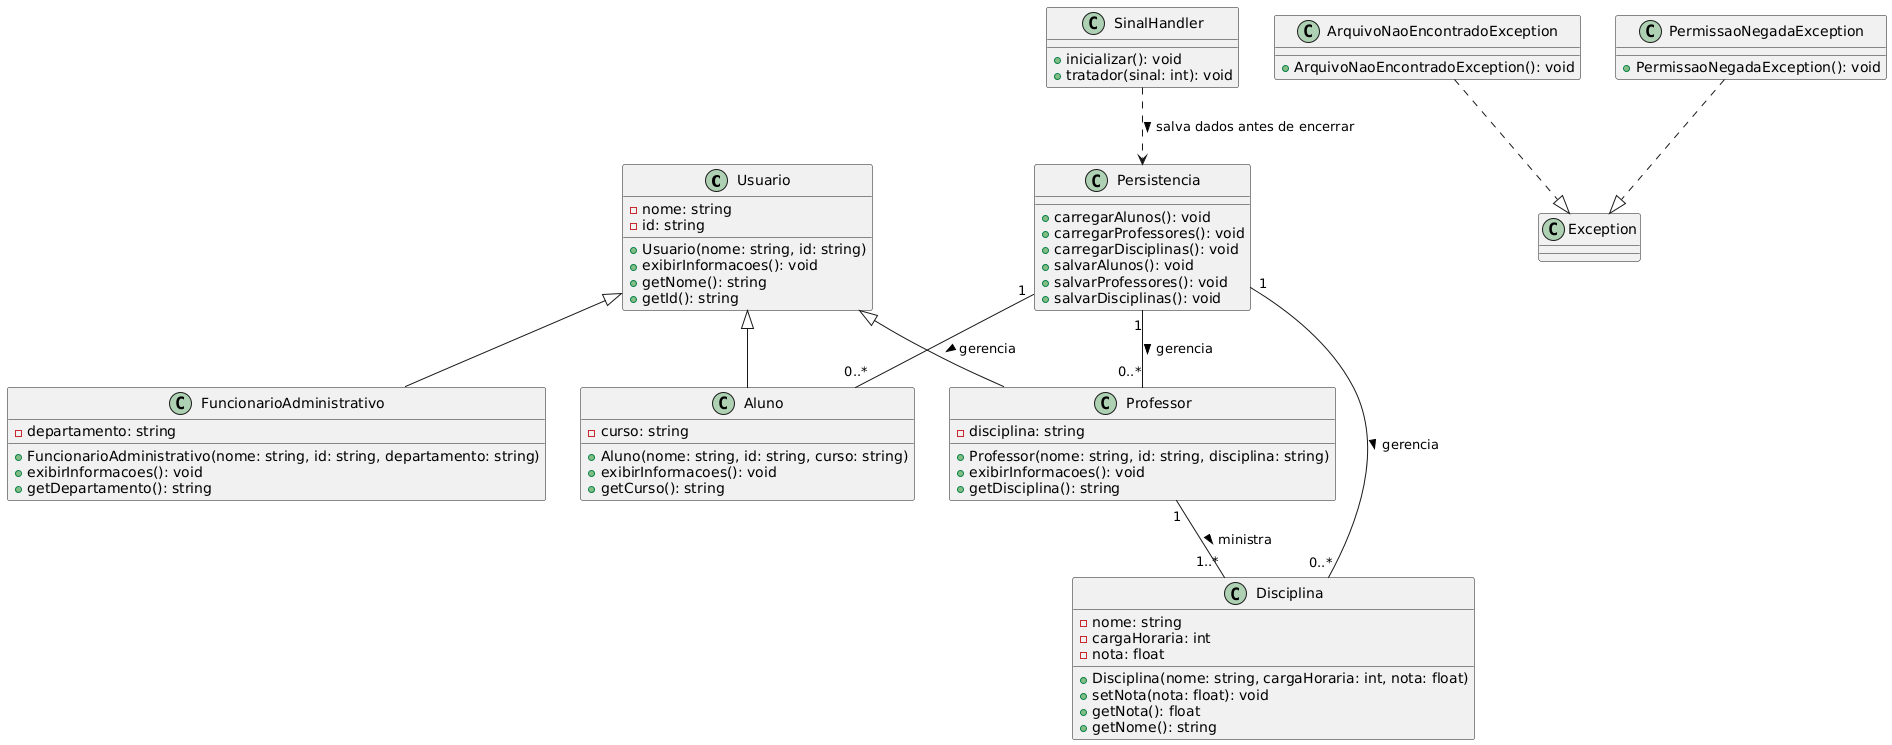 C SinalHandler
inicializar(): void
tratador(sinal: int): void
C ArquivoNaoEncontradoException
ArquivoNaoEncontradoException(): void
C PermissaoNegadaException
PermissaoNegadaException(): void
salva dados antes de encerrar
C Usuario
nome: string
id: string
Usuario(nome: string, id: string)
exibirInformacoes(): void
getNome(): string
getId(): string
C Persistencia
carregarAlunos(): void
carregarProfessores(): void
carregarDisciplinas(): void
salvarAlunos(): void
salvarProfessores(): void
salvarDisciplinas(): void
C Exception
1
1
1
gerencia
gerencia
0..*
0..*
C FuncionarioAdministrativo
departamento: string
FuncionarioAdministrativo(nome: string, id: string, departamento: string)
exibirInformacoes(): void
getDepartamento(): string
C Aluno
curso: string
Aluno(nome: string, id: string, curso: string)
exibirInformacoes(): void
getCurso(): string
C Professor
disciplina: string
Professor(nome: string, id: string, disciplina: string)
exibirInformacoes(): void
getDisciplina(): string
gerencia
1
ministra
1..*
0..*
C Disciplina
nome: string
cargaHoraria: int
nota: float
Disciplina(nome: string, cargaHoraria: int, nota: float)
setNota(nota: float): void
getNota(): float
getNome(): string